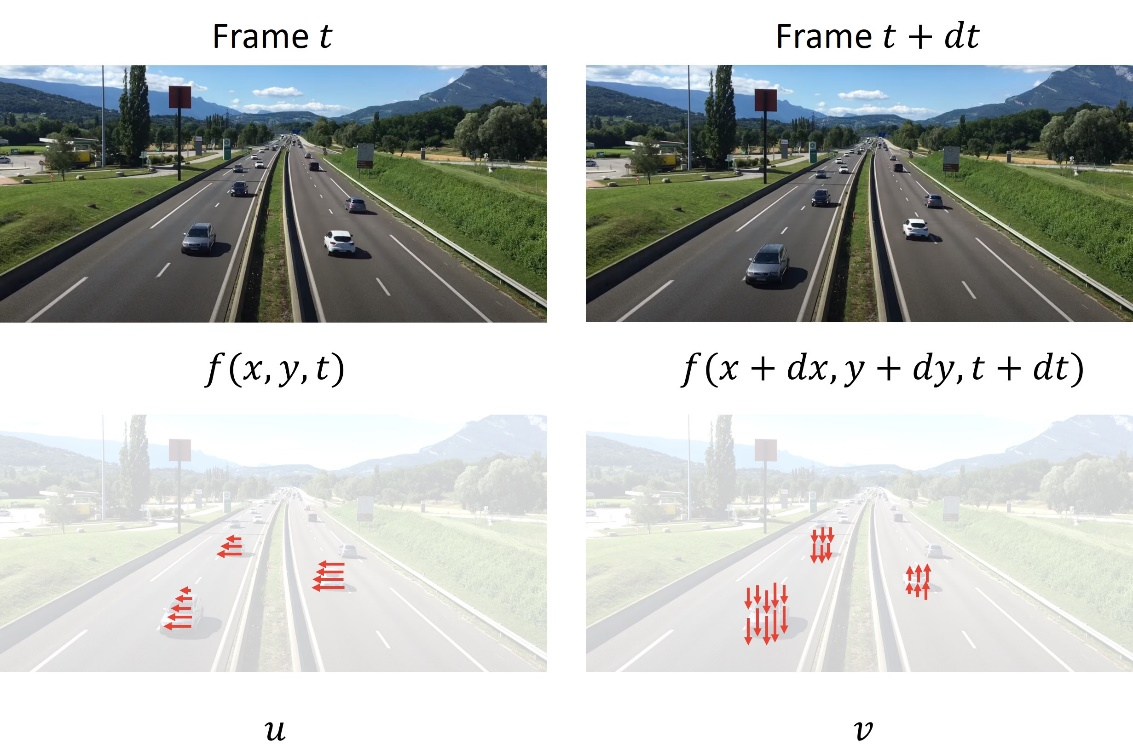 Frame t
Frame t + dt
f(x, y, t)
f(x + dx, y + dy, t + dt)
u
v